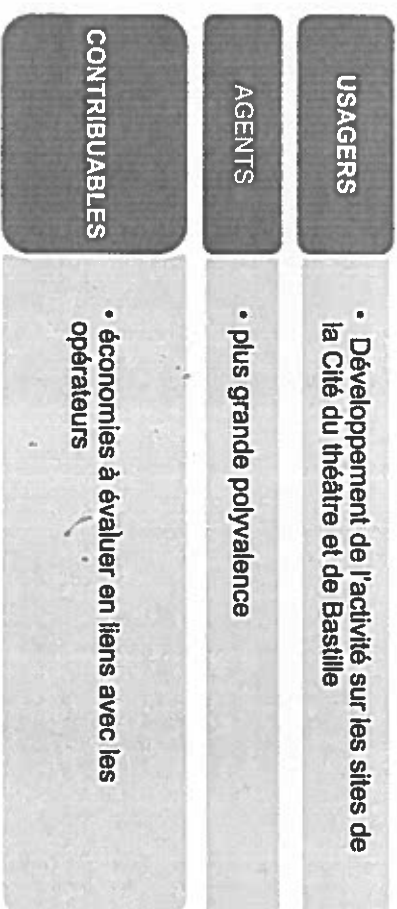 USAGERS
• Développement de l'activité sur les sites de
la Cité du théâtre et de Bastille
AGENTS
• plus grande polyvalence
CONTRIBUABLES
• économies à évaluer en liens avec les
opérateurs